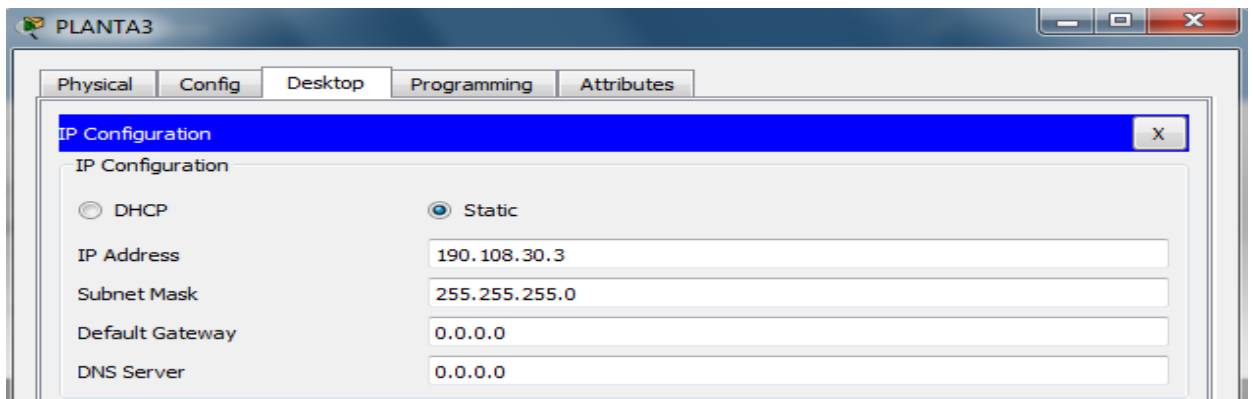 PLANTA3
Physical Config Desktop Programming Attributes
IP Configuration X
IP Configuration
DHCP Static
IP Address 190.108.30.3
Subnet Mask 255.255.255.0
Default Gateway 0.0.0.0
DNS Server 0.0.0.0